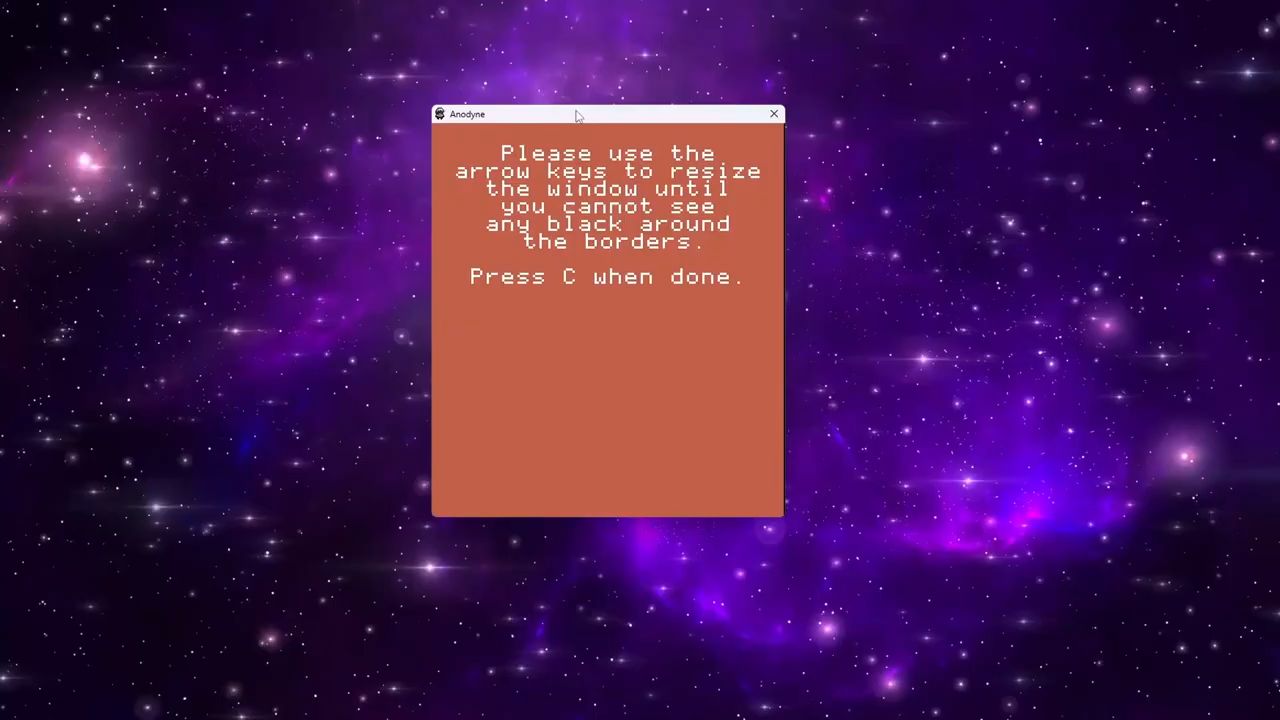 Anodyne
Please use the
arrow keys to resize
the window until
you cannot see
any black around
the borders.
Press C when done.